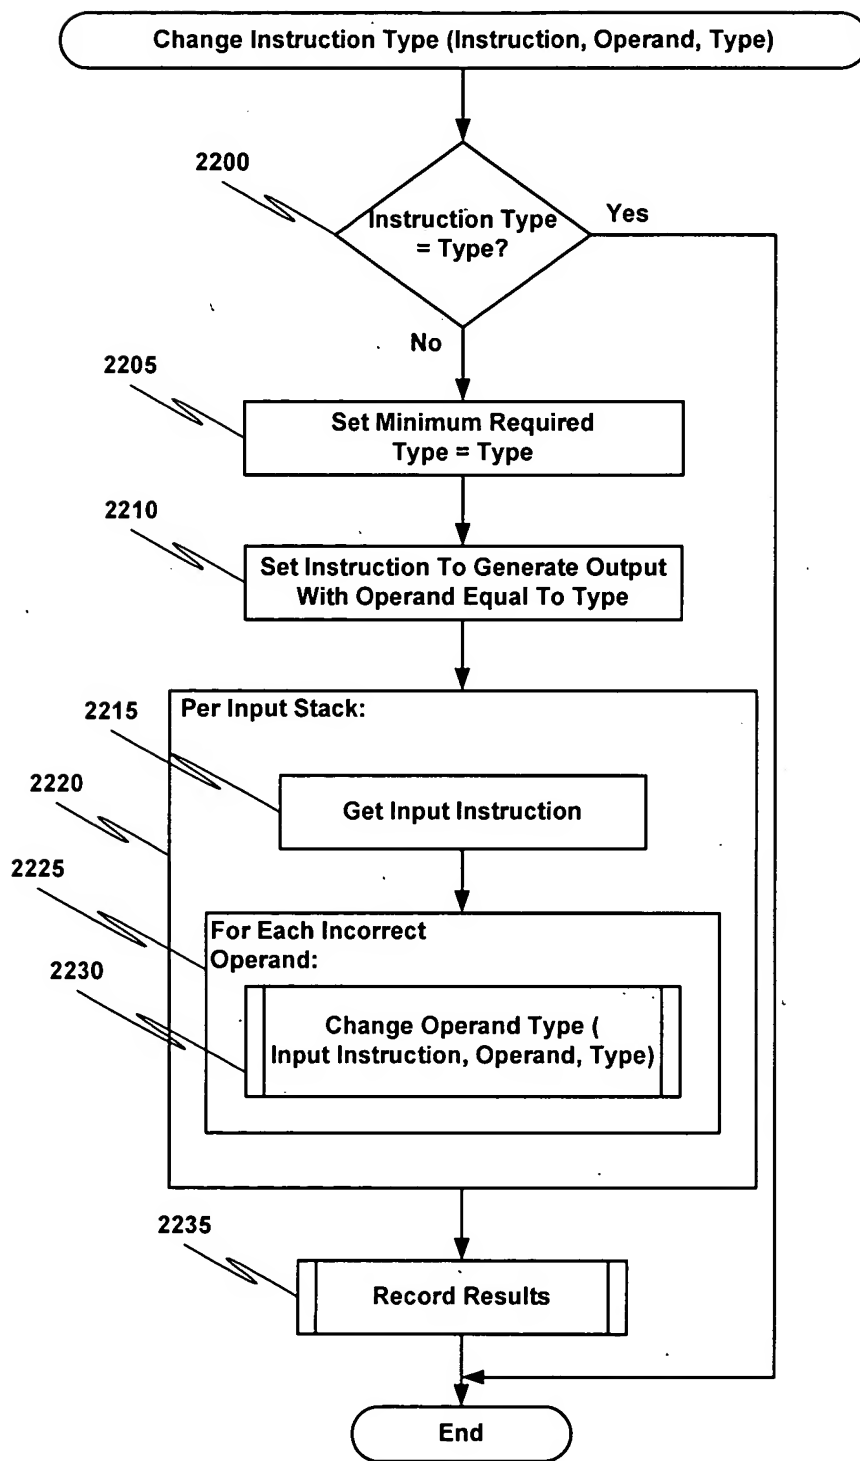 Change Instruction Type (Instruction, Operand, Type)
2200
Instruction Type
= Type?
Yes
No
2205
Set Minimum Required
Type = Type
2210
Set Instruction To Generate Output
With Operand Equal To Type
2215
Per Input Stack:
2220
Get Input Instruction
2225
For Each Incorrect
Operand:
2230
Change Operand Type (
Input Instruction, Operand, Type)
2235
Record Results
End